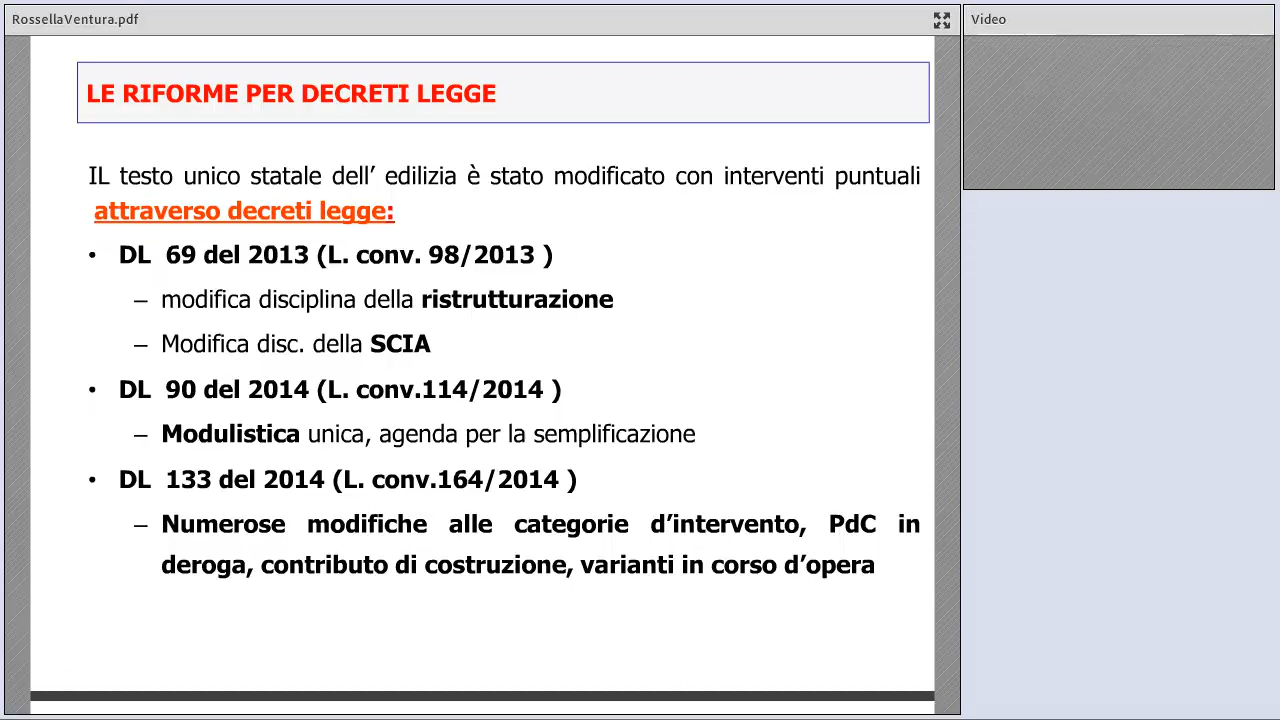 RossellaVentura.pdf
Video
LE RIFORME PER DECRETI LEGGE
IL testo unico statale dell’ edilizia è stato modificato con interventi puntuali
attraverso decreti legge:
• DL 69 del 2013 (L. conv. 98/2013 )
– modifica disciplina della ristrutturazione
– Modifica disc. della SCIA
• DL 90 del 2014 (L. conv.114/2014 )
– Modulistica unica, agenda per la semplificazione
• DL 133 del 2014 (L. conv.164/2014 )
– Numerose modifiche alle categorie d’intervento, PdC in
deroga, contributo di costruzione, varianti in corso d’opera